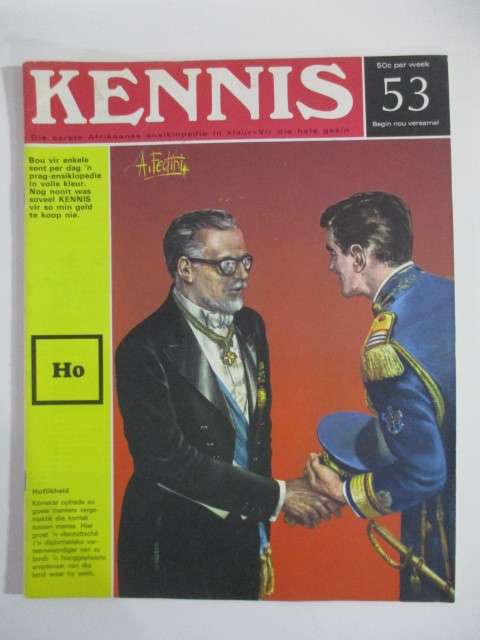 KENNIS
50c per week
53
Begin nou versamel
Die eerste Afrikaanse ensiklopedie in kleur · Vir die hele gesin
A. Fedini
Bou vir enkele
sent per dag 'n
prag-ensiklopedie
in volle kleur.
Nog nooit was
soveel KENNIS
vir so min geld
te koop nie.
Ho
Hoflikheid
Korrekte optrede en
goeie maniere verge-
maklik die kontak
tussen mense. Hier
groet 'n
'n diplomatieke ver-
teenwoordiger van sy
land) 'n hooggeplaaste
amptenaar van die
land waar hy werk.